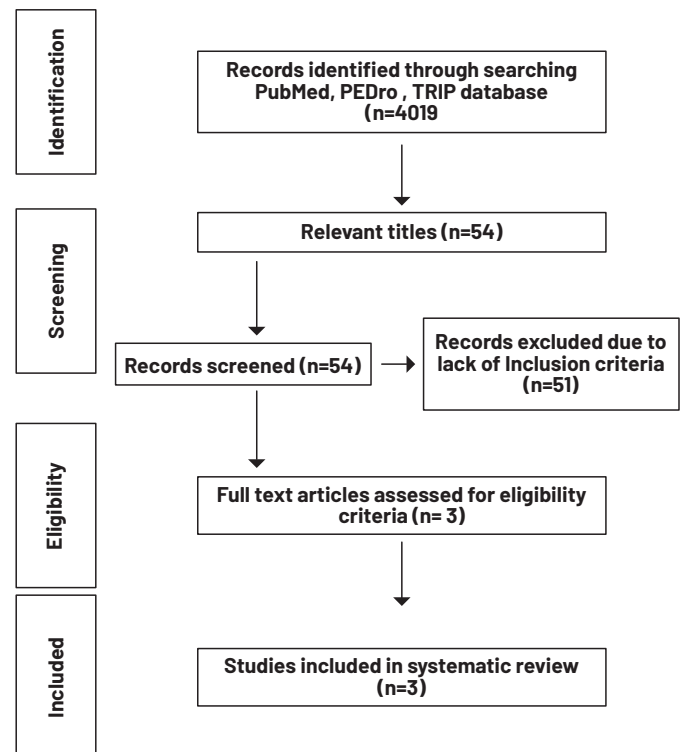 Identification
Records identified through searching
PubMed, PEDro , TRIP database
(n=4019
Screening
Relevant titles (n=54)
Records screened (n=54)
Records excluded due to
lack of Inclusion criteria
(n=51)
Eligibility
Full text articles assessed for eligibility
criteria (n= 3)
Included
Studies included in systematic review
(n=3)